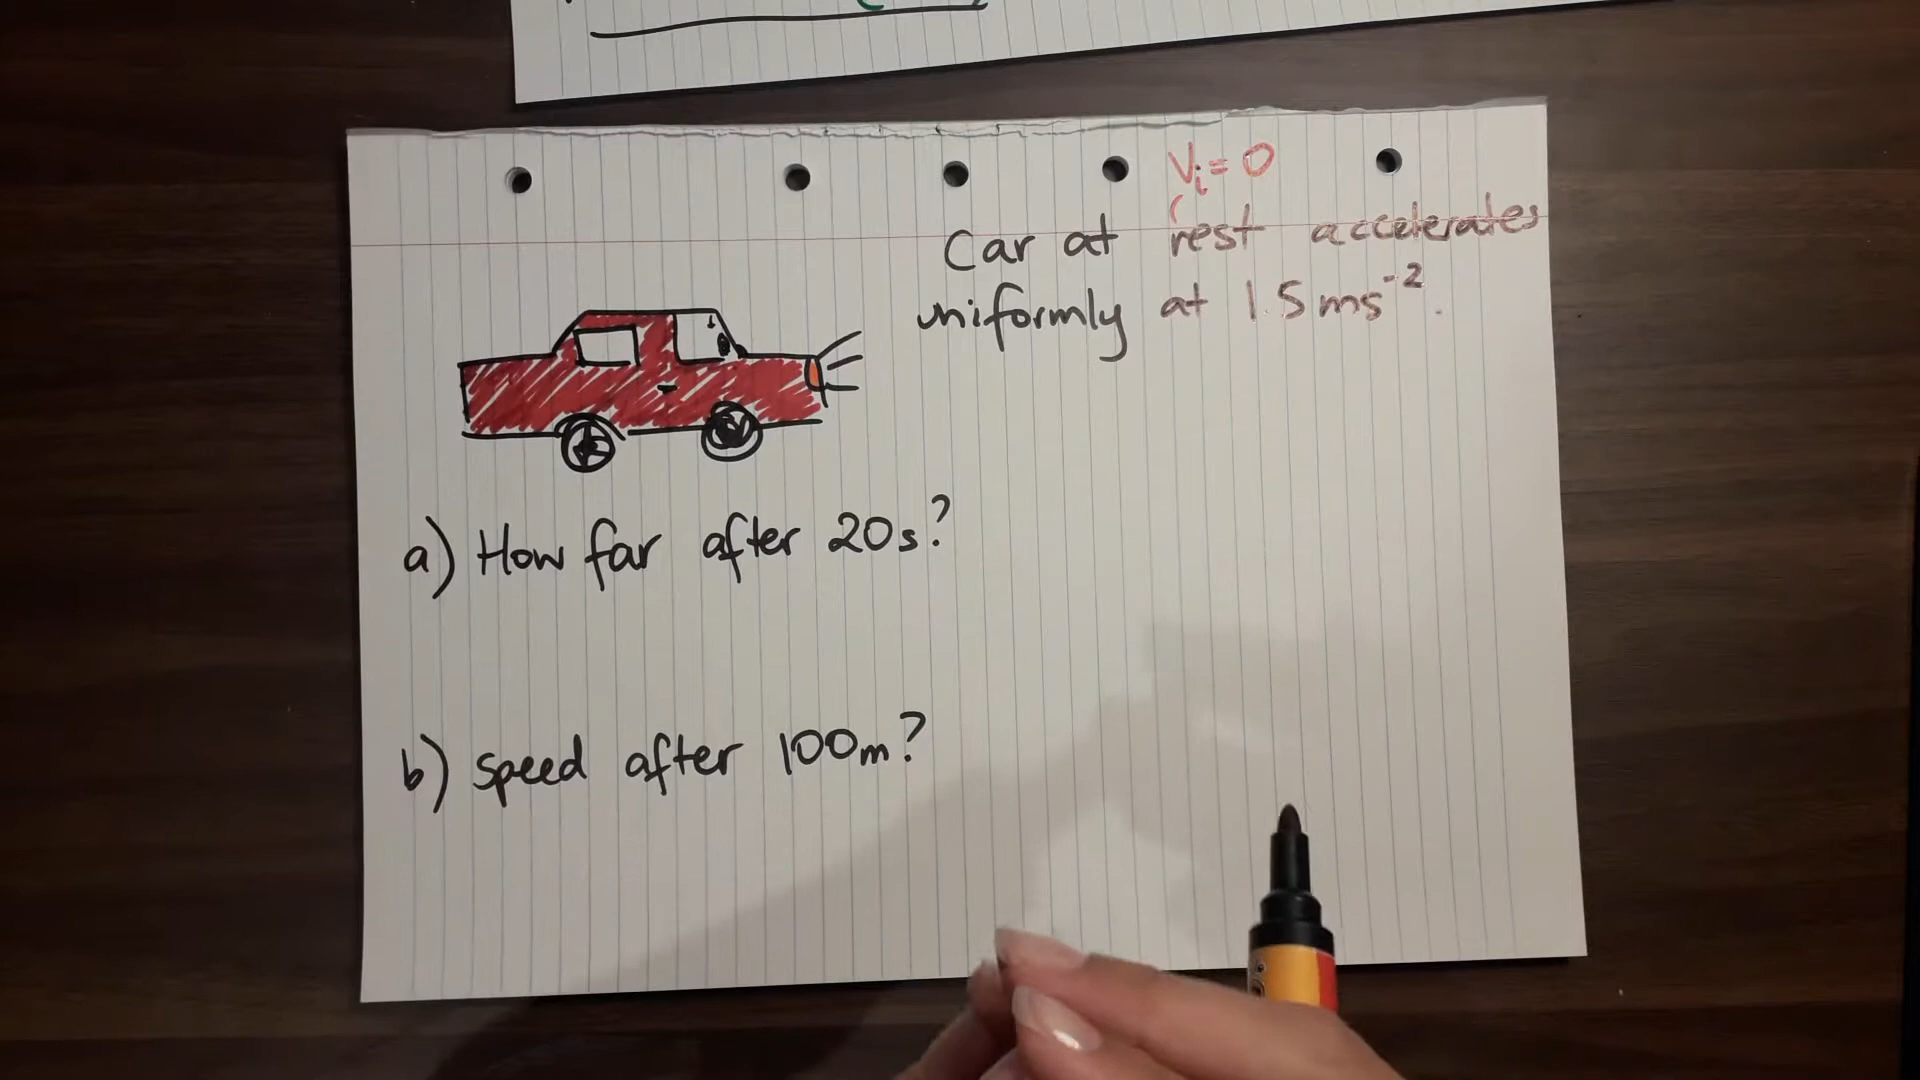 Vi = 0
Car at rest accelerates
uniformly at 1.5 ms⁻².
a) How far after 20s?
b) Speed after 100m?